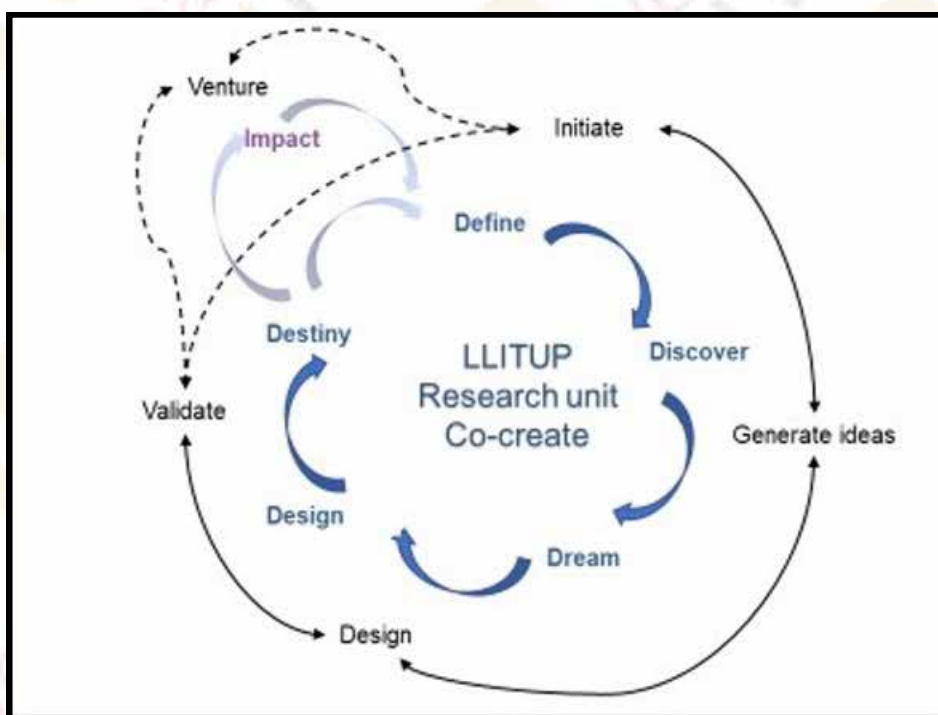 Venture
Initiate
Impact
Define
Destiny
LLITUP
Discover
Research unit
Validate
Co-create
Generate ideas
Design
Dream
Design